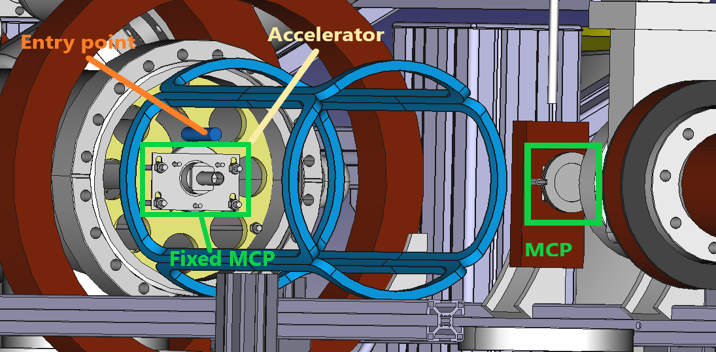 Entry point
Accelerator
Fixed MCP
MCP